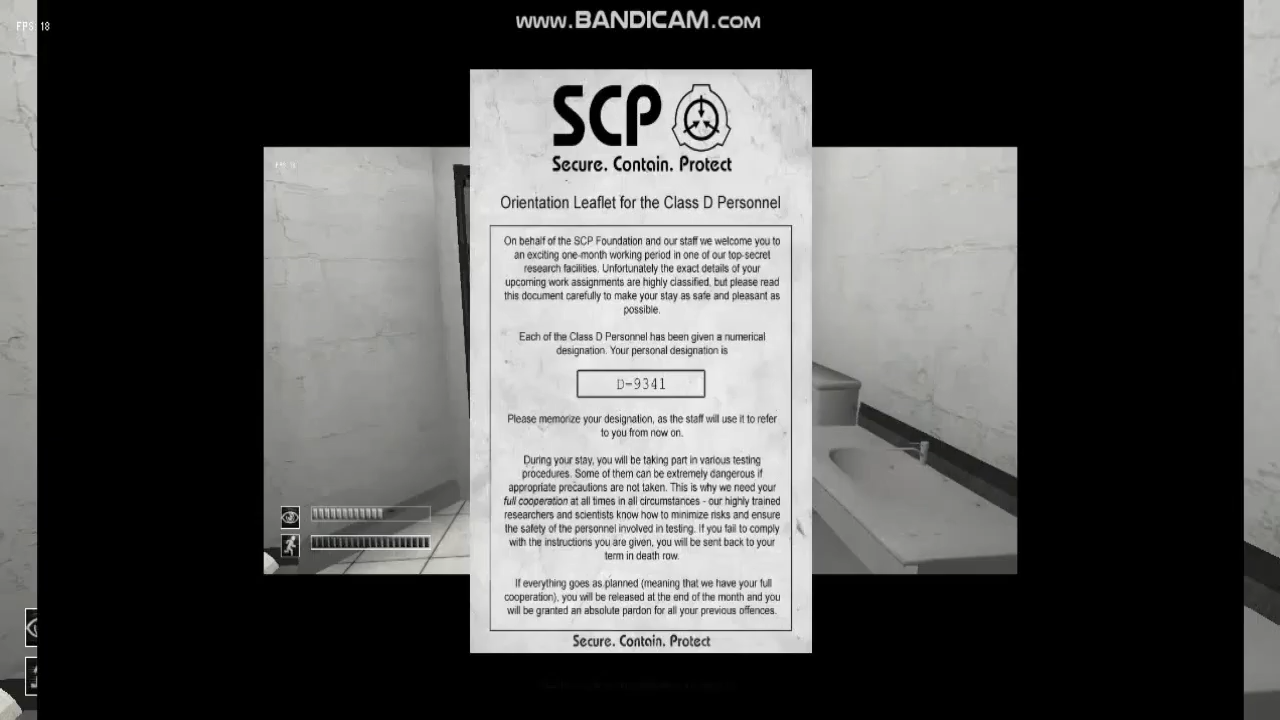 www.BANDICAM.com
FPS: 18
SCP
Secure. Contain. Protect
Orientation Leaflet for the Class D Personnel
On behalf of the SCP Foundation and our staff we welcome you to
an exciting one-month working period in one of our top-secret
research facilities. Unfortunately the exact details of your
upcoming work assignments are highly classified, but please read
this document carefully to make your stay as safe and pleasant as
possible.
Each of the Class D Personnel has been given a numerical
designation. Your personal designation is
D-9341
Please memorize your designation, as the staff will use it to refer
to you from now on.
During your stay, you will be taking part in various testing
procedures. Some of them can be extremely dangerous if
appropriate precautions are not taken. This is why we need your
full cooperation at all times in all circumstances - our highly trained
researchers and scientists know how to minimize risks and ensure
the safety of the personnel involved in testing. If you fail to comply
with the instructions you are given, you will be sent back to your
term in death row.
If everything goes as planned (meaning that we have your full
cooperation), you will be released at the end of the month and you
will be granted an absolute pardon for all your previous offences.
Secure. Contain. Protect